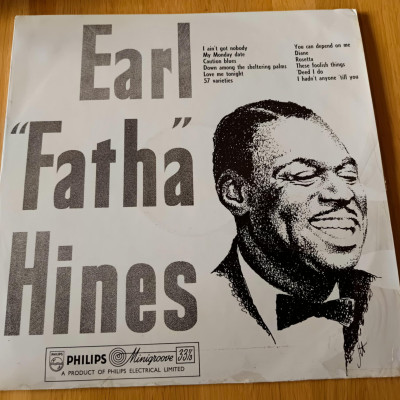 Earl
"Fatha"
Hines
I ain't got nobody
My Monday date
Caution blues
Down among the sheltering palms
Love me tonight
57 varieties
You can depend on me
Diane
Rosetta
These foolish things
'Deed I do
I hadn't anyone 'till you
PHILIPS
PHILIPS Minigroove 33⅓
A PRODUCT OF PHILIPS ELECTRICAL LIMITED